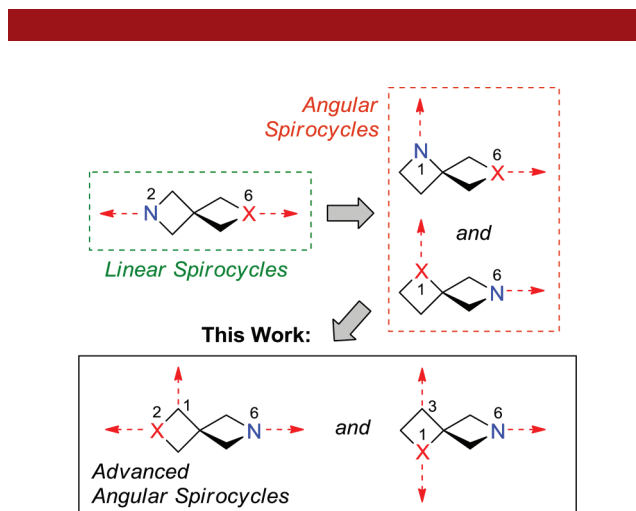 Angular
Spirocycles
N
1
6
X
2
N
6
X
Linear Spirocycles
and
X
1
6
N
This Work:
2
X
1
6
N
and
3
X
1
6
N
Advanced
Angular Spirocycles